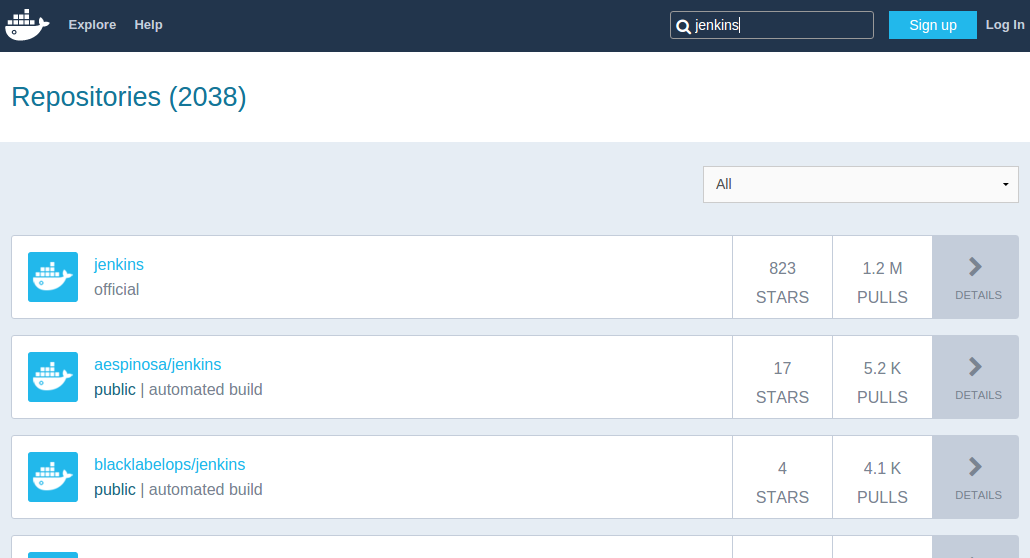 Explore Help jenkins Sign up Log In
Repositories (2038)
All
jenkins
official
823
STARS
1.2 M
PULLS
DETAILS
aespinosa/jenkins
public | automated build
17
STARS
5.2 K
PULLS
DETAILS
blacklabelops/jenkins
public | automated build
4
STARS
4.1 K
PULLS
DETAILS